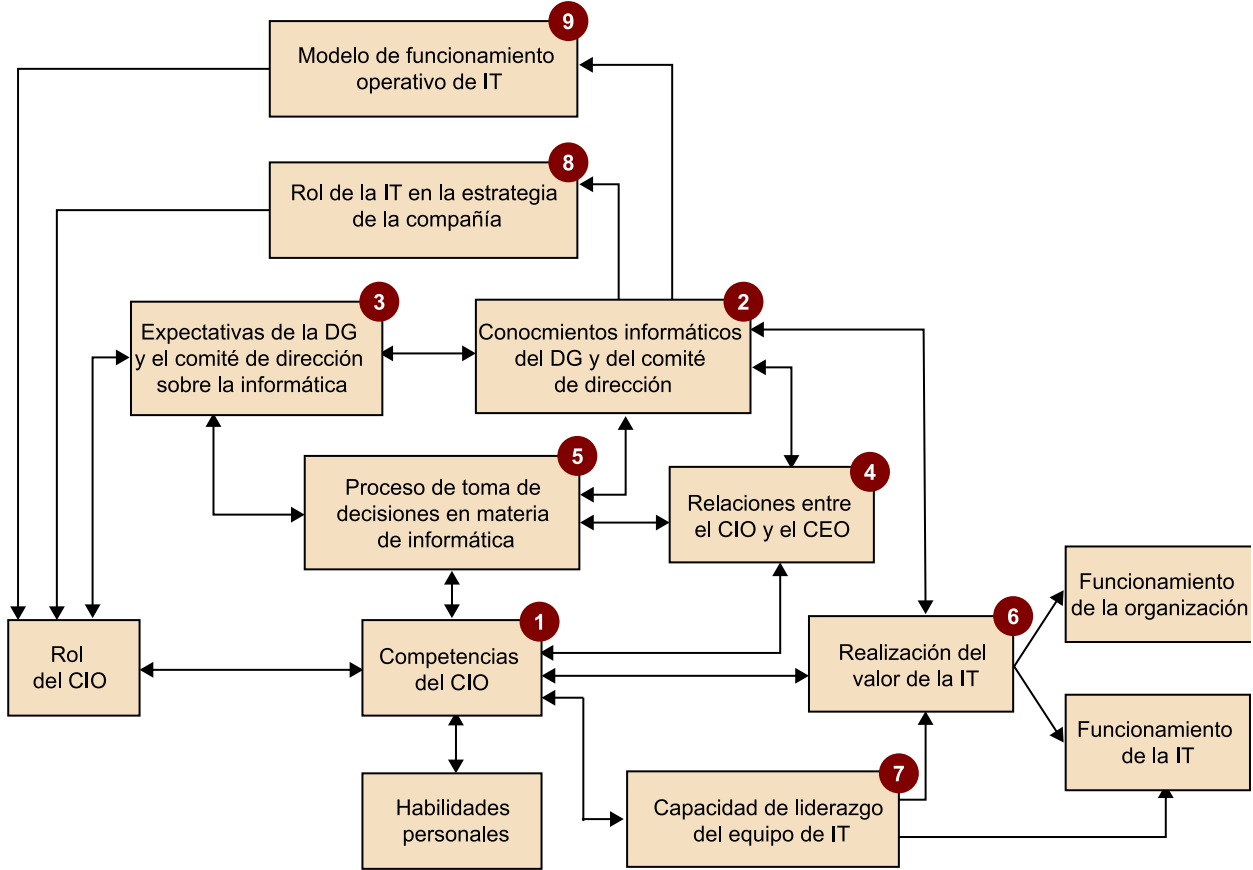 9
Modelo de funcionamiento
operativo de IT
8
Rol de la IT en la estrategia
de la compañía
3
Expectativas de la DG
y el comité de dirección
sobre la informática
2
Conocmientos informáticos
del DG y del comité
de dirección
5
Proceso de toma de
decisiones en materia
de informática
4
Relaciones entre
el CIO y el CEO
Funcionamiento
de la organización
Rol
del CIO
1
Competencias
del CIO
6
Realización del
valor de la IT
Funcionamiento
de la IT
Habilidades
personales
7
Capacidad de liderazgo
del equipo de IT